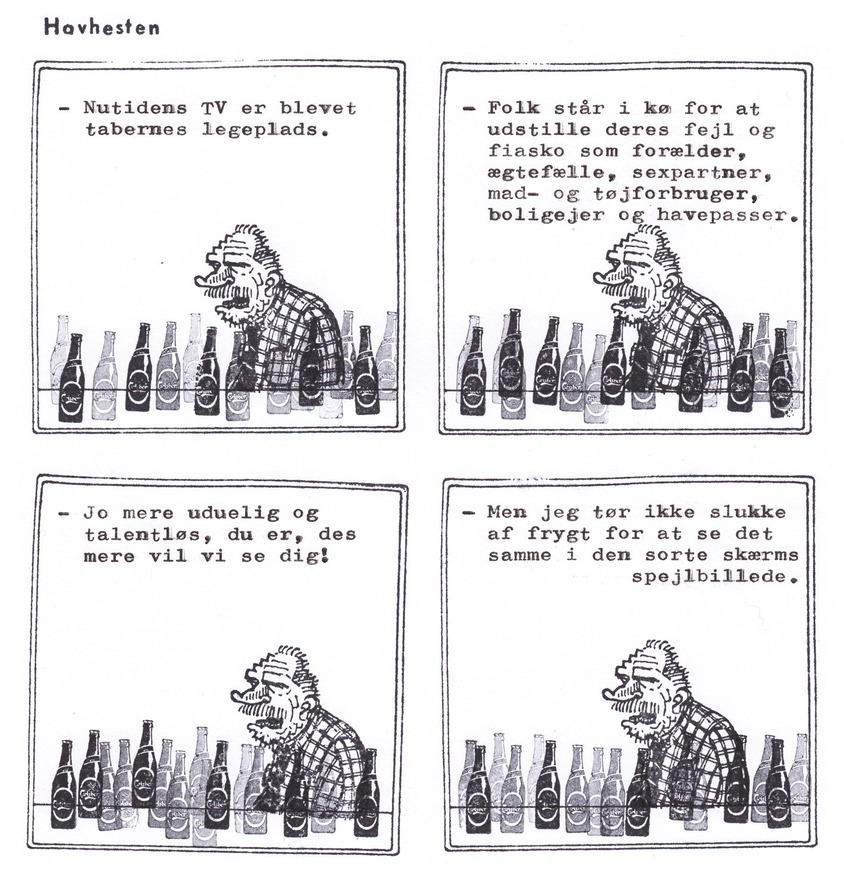 Havhesten
- Nutidens TV er blevet
tabernes legeplads.
- Folk står i kø for at
udstille deres fejl og
fiasko som forælder,
ægtefælle, sexpartner,
mad- og tøjforbruger,
boligejer og havepasser.
- Jo mere uduelig og
talentløs, du er, des
mere vil vi se dig!
- Men jeg tør ikke slukke
af frygt for at se det
samme i den sorte skærms
spejlbillede.